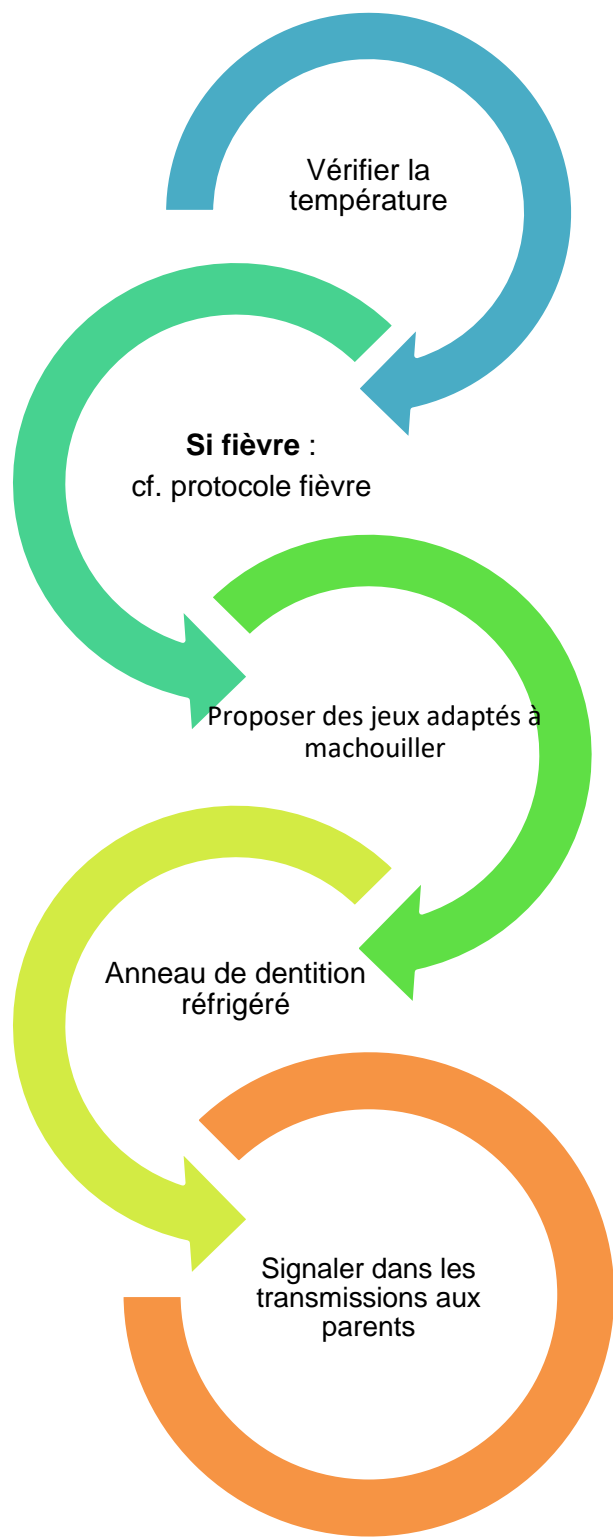 Vérifier la
température
Si fièvre :
cf. protocole fièvre
Proposer des jeux adaptés à
machouiller
Anneau de dentition
réfrigéré
Signaler dans les
transmissions aux
parents